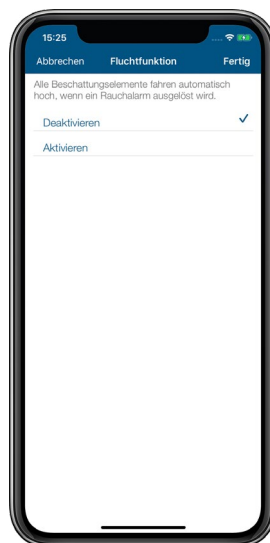 15:25
Abbrechen Fluchtfunktion Fertig
Alle Beschattungselemente fahren automatisch
hoch, wenn ein Rauchalarm ausgelöst wird.
Deaktivieren
Aktivieren